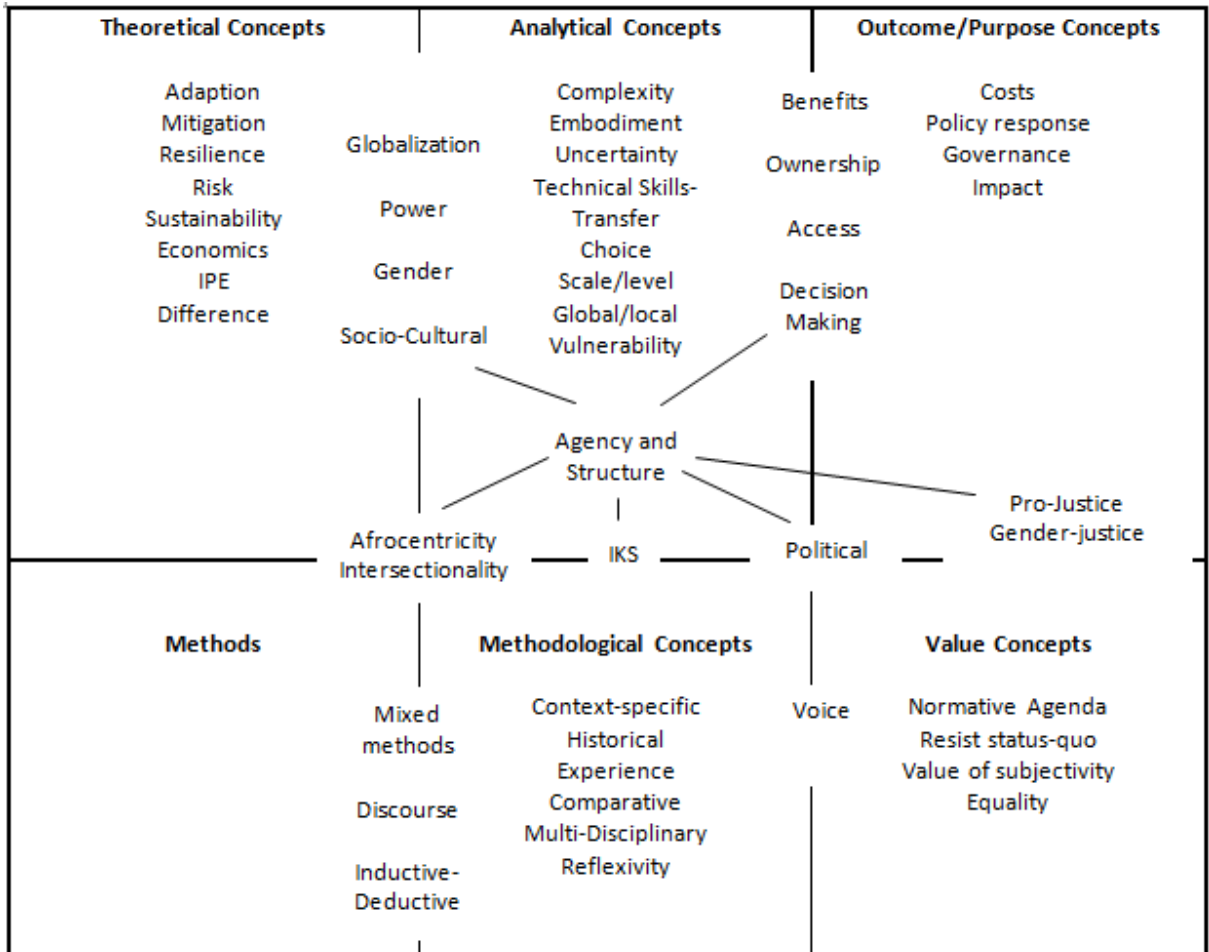 Theoretical Concepts
Analytical Concepts
Outcome/Purpose Concepts
Adaption
Mitigation
Resilience
Risk
Sustainability
Economics
IPE
Difference
Globalization
Power
Gender
Socio-Cultural
Complexity
Embodiment
Uncertainty
Technical Skills-
Transfer
Choice
Scale/level
Global/local
Vulnerability
Benefits
Ownership
Access
Decision
Making
Costs
Policy response
Governance
Impact
Agency and
Structure
Afrocentricity
Intersectionality
IKS
Political
Pro-Justice
Gender-justice
Methods
Methodological Concepts
Value Concepts
Mixed
methods
Discourse
Inductive-
Deductive
Context-specific
Historical
Experience
Comparative
Multi-Disciplinary
Reflexivity
Voice
Normative Agenda
Resist status-quo
Value of subjectivity
Equality